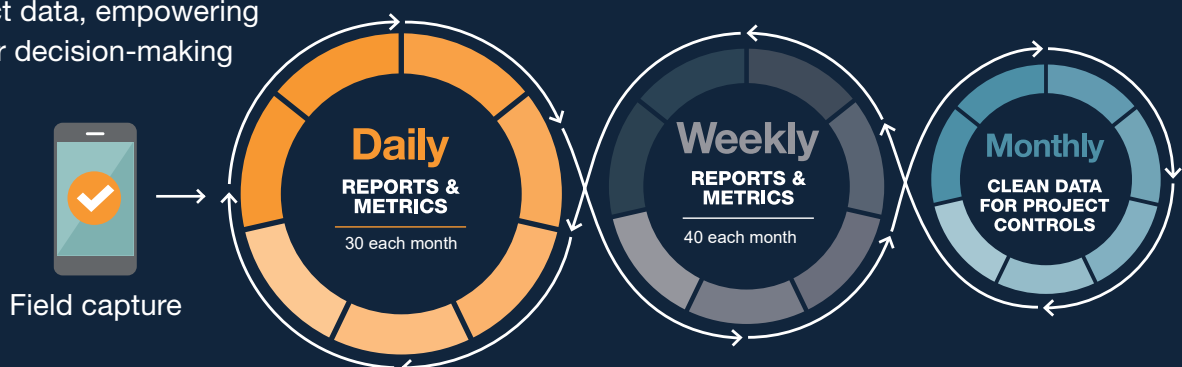 ct data, empowering
r decision-making
Field capture
Daily
REPORTS &
METRICS
30 each month
Weekly
REPORTS &
METRICS
40 each month
Monthly
CLEAN DATA
FOR PROJECT
CONTROLS